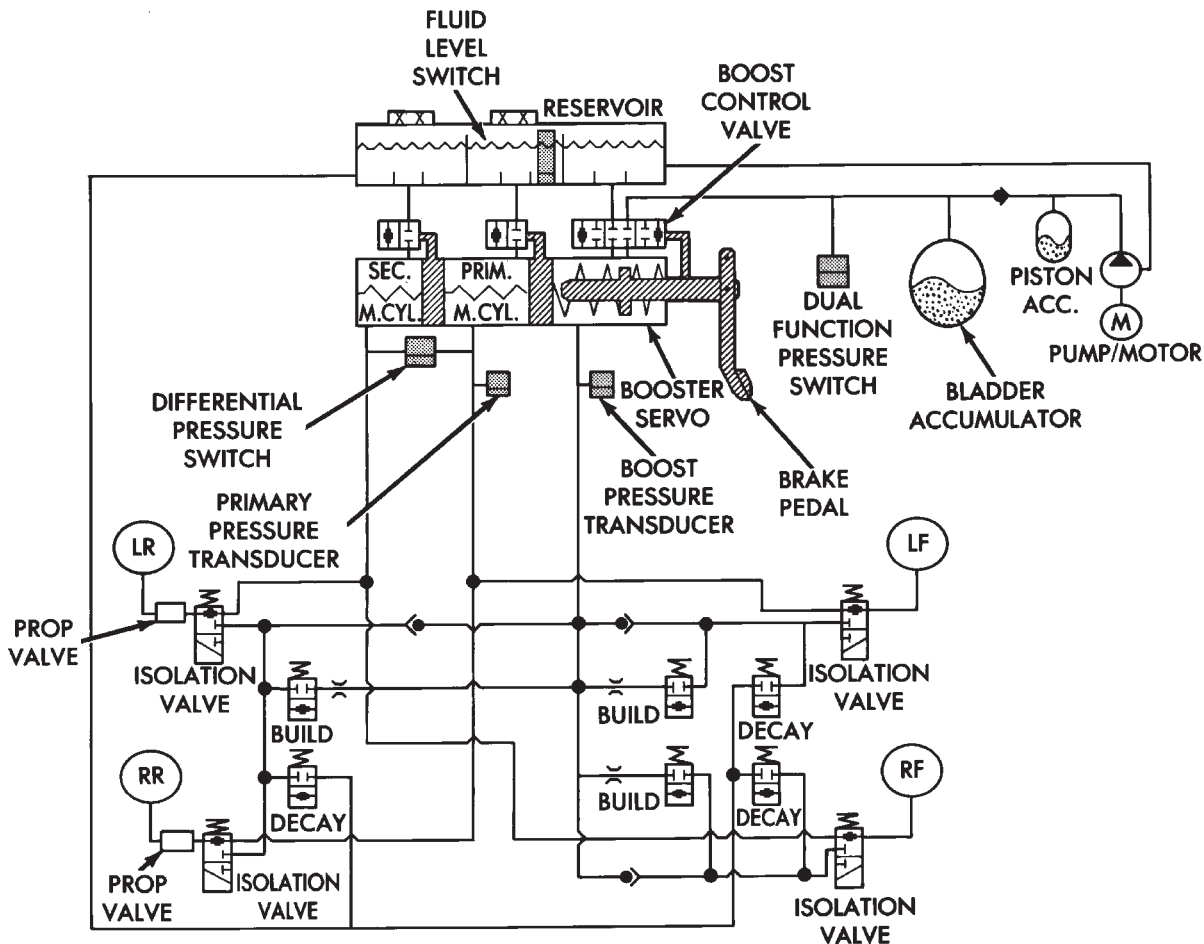 FLUID
LEVEL
SWITCH
RESERVOIR
BOOST
CONTROL
VALVE
SEC.
M.CYL.
PRIM.
M.CYL.
PISTON
ACC.
M
PUMP/MOTOR
DUAL
FUNCTION
PRESSURE
SWITCH
BLADDER
ACCUMULATOR
DIFFERENTIAL
PRESSURE
SWITCH
BOOSTER
SERVO
PRIMARY
PRESSURE
TRANSDUCER
BOOST
PRESSURE
TRANSDUCER
BRAKE
PEDAL
LR
LF
PROP
VALVE
ISOLATION
VALVE
ISOLATION
VALVE
BUILD
BUILD
DECAY
RR
RF
DECAY
BUILD
DECAY
PROP
VALVE
ISOLATION
VALVE
ISOLATION
VALVE